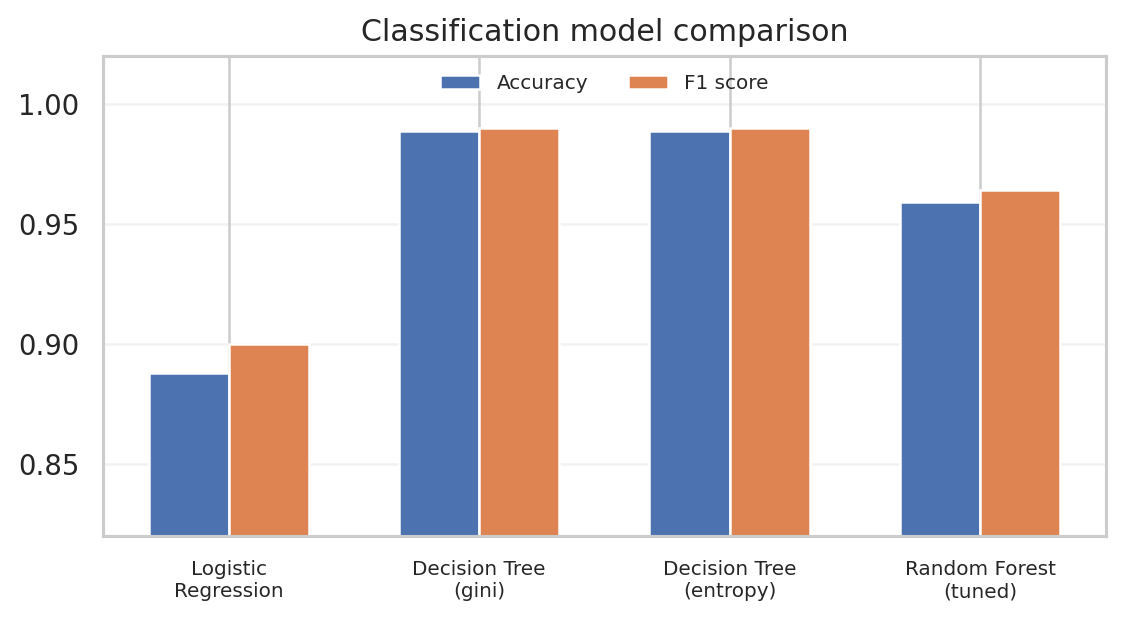 Classification model comparison
Accuracy F1 score
1.00
0.95
0.90
0.85
Logistic Regression
Decision Tree (gini)
Decision Tree (entropy)
Random Forest (tuned)